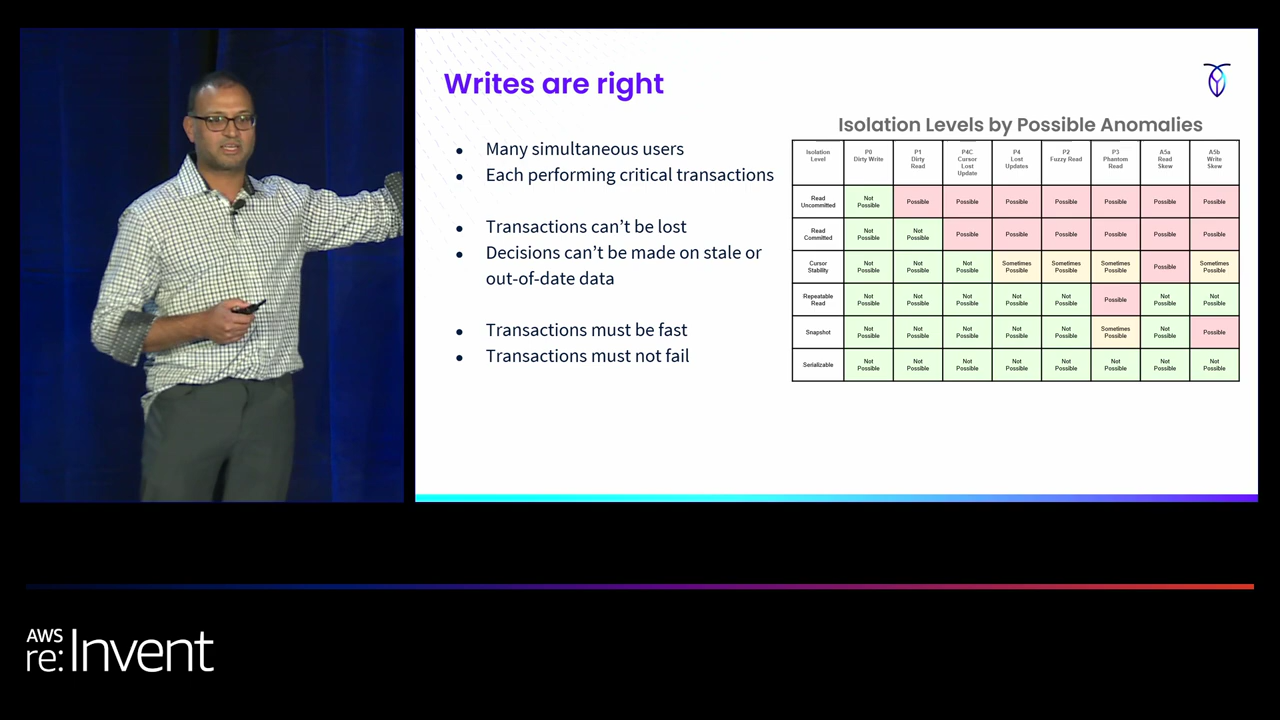 Writes are right
Many simultaneous users
Each performing critical transactions
Transactions can’t be lost
Decisions can’t be made on stale or
out-of-date data
Transactions must be fast
Transactions must not fail
Isolation Levels by Possible Anomalies
Isolation Level P0 Dirty Write P1 Dirty Read P4C Cursor Lost Update P4 Lost Updates P2 Fuzzy Read P3 Phantom Read A5a Read Skew A5b Write Skew
Read Uncommitted Not Possible Possible Possible Possible Possible Possible Possible Possible
Read Committed Not Possible Not Possible Possible Possible Possible Possible Possible Possible
Cursor Stability Not Possible Not Possible Not Possible Sometimes Possible Sometimes Possible Sometimes Possible Possible Sometimes Possible
Repeatable Read Not Possible Not Possible Not Possible Not Possible Not Possible Possible Not Possible Not Possible
Snapshot Not Possible Not Possible Not Possible Not Possible Not Possible Sometimes Possible Not Possible Possible
Serializable Not Possible Not Possible Not Possible Not Possible Not Possible Not Possible Not Possible Not Possible
AWS
re:Invent